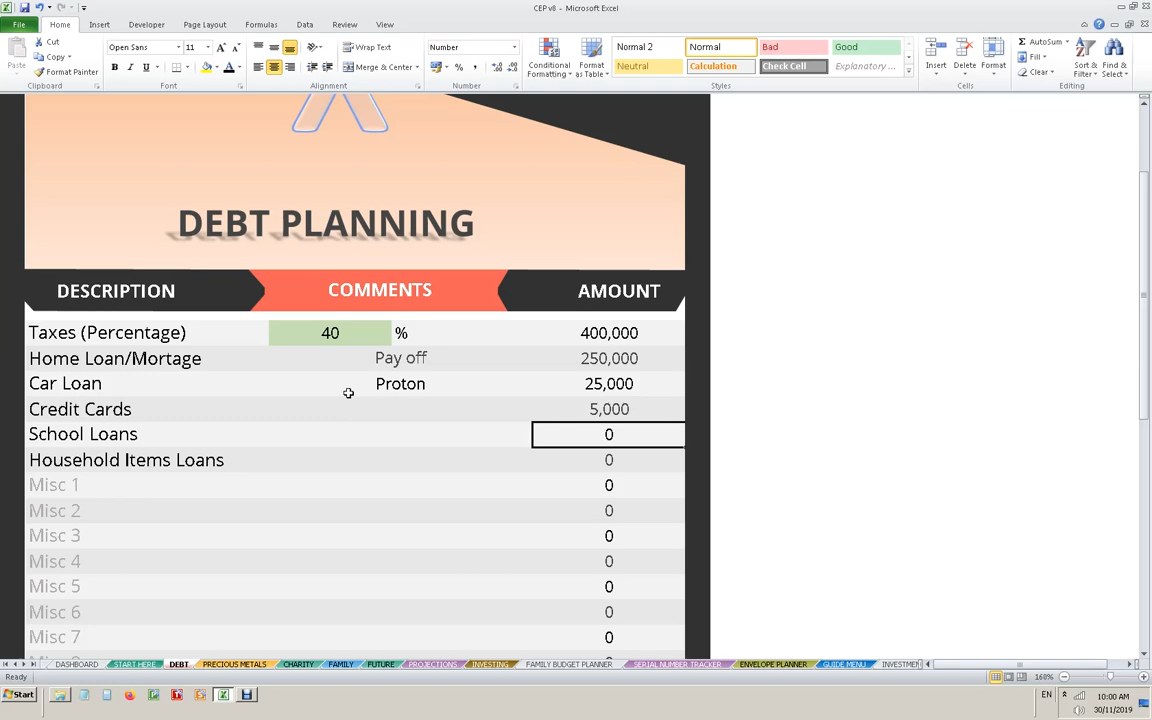 CEP v8 - Microsoft Excel
File Home Insert Developer Page Layout Formulas Data Review View
Cut
Copy
Format Painter
Paste
Clipboard
Open Sans 11
Font
Wrap Text
Merge & Center
Alignment
Number
Number
Conditional Formatting
Format as Table
Normal 2 Normal Bad Good
Neutral Calculation Check Cell Explanatory ...
Styles
Insert Delete Format
Cells
AutoSum
Fill
Clear
Sort & Filter
Find & Select
Editing
DEBT PLANNING
DESCRIPTION COMMENTS AMOUNT
Taxes (Percentage) 40 % 400,000
Home Loan/Mortage Pay off 250,000
Car Loan Proton 25,000
Credit Cards 5,000
School Loans 0
Household Items Loans 0
Misc 1 0
Misc 2 0
Misc 3 0
Misc 4 0
Misc 5 0
Misc 6 0
Misc 7 0
DASHBOARD START HERE DEBT PRECIOUS METALS CHARITY FAMILY FUTURE PROJECTIONS INVESTING FAMILY BUDGET PLANNER SERIAL NUMBER TRACKER ENVELOPE PLANNER GUIDE MENU INVESTMEN
Ready 160%
Start EN 10:00 AM
30/11/2019